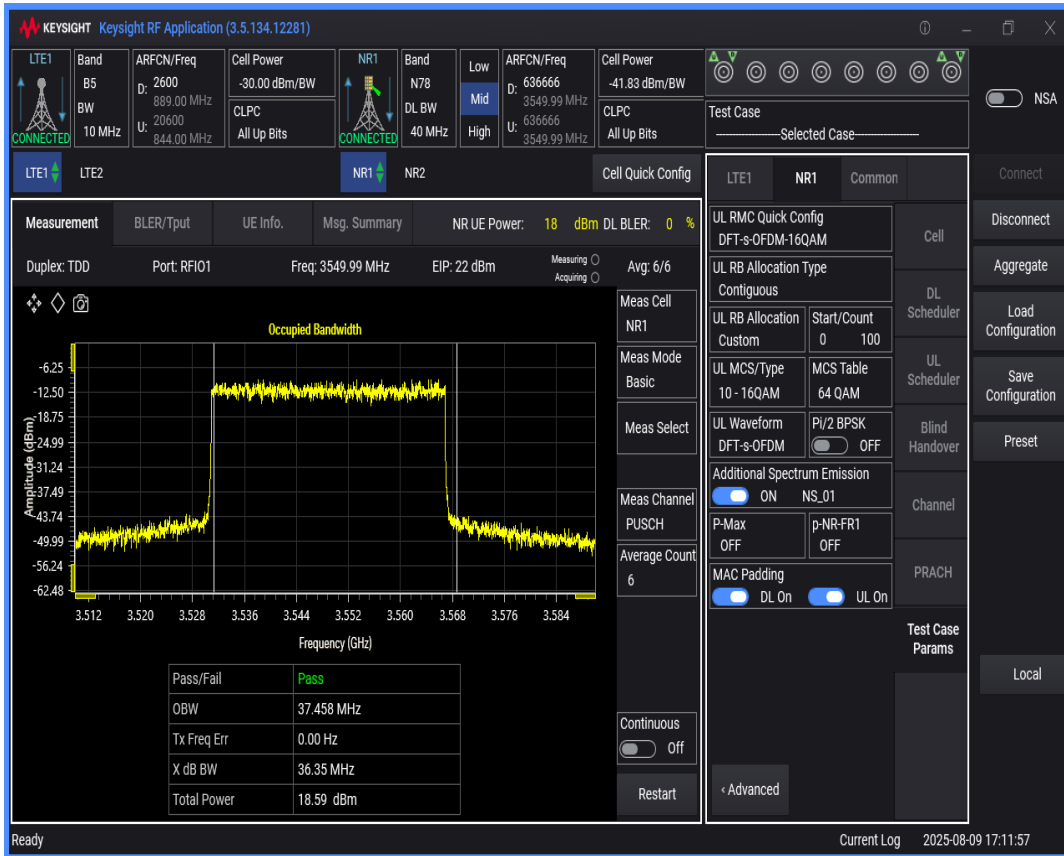 KEYSIGHT Keysight RF Application (3.5.134.12281)
LTE1 Band B5 BW 10 MHz CONNECTED
ARFCN/Freq D: 2600 889.00 MHz U: 20600 844.00 MHz
Cell Power -30.00 dBm/BW
CLPC All Up Bits
NR1 Band N78 DL BW 40 MHz CONNECTED
Low Mid High
ARFCN/Freq D: 636666 3549.99 MHz U: 636666 3549.99 MHz
Cell Power -41.83 dBm/BW
CLPC All Up Bits
Test Case
--------------------Selected Case--------------------
NSA
LTE1 LTE2 NR1 NR2 Cell Quick Config
Measurement BLER/Tput UE Info. Msg. Summary NR UE Power: 18 dBm DL BLER: 0 %
Duplex: TDD Port: RFIO1 Freq: 3549.99 MHz EIP: 22 dBm Measuring Acquiring Avg: 6/6
Occupied Bandwidth
Amplitude (dBm)
-6.25
-12.50
-18.75
-24.99
-31.24
-37.49
-43.74
-49.99
-56.24
-62.48
3.512 3.520 3.528 3.536 3.544 3.552 3.560 3.568 3.576 3.584
Frequency (GHz)
Pass/Fail Pass
OBW 37.458 MHz
Tx Freq Err 0.00 Hz
X dB BW 36.35 MHz
Total Power 18.59 dBm
Meas Cell
NR1
Meas Mode
Basic
Meas Select
Meas Channel
PUSCH
Average Count
6
Continuous
Off
Restart
LTE1 NR1 Common
UL RMC Quick Config
DFT-s-OFDM-16QAM
UL RB Allocation Type
Contiguous
UL RB Allocation Start/Count
Custom 0 100
UL MCS/Type MCS Table
10 - 16QAM 64 QAM
UL Waveform Pi/2 BPSK
DFT-s-OFDM OFF
Additional Spectrum Emission
ON NS_01
P-Max p-NR-FR1
OFF OFF
MAC Padding
DL On UL On
‹ Advanced
Cell
DL Scheduler
UL Scheduler
Blind Handover
Channel
PRACH
Test Case Params
Connect
Disconnect
Aggregate
Load Configuration
Save Configuration
Preset
Local
Ready Current Log 2025-08-09 17:11:57